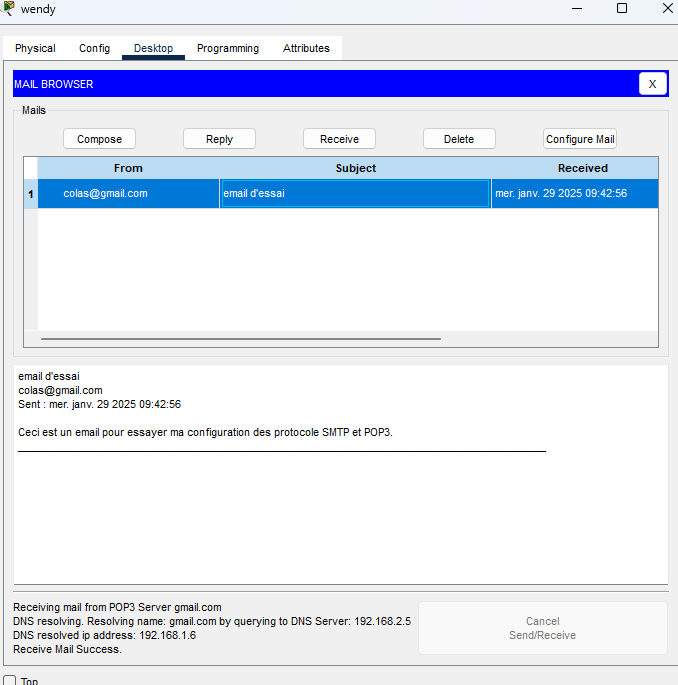 wendy
Physical Config Desktop Programming Attributes
MAIL BROWSER X
Mails
Compose Reply Receive Delete Configure Mail
From Subject Received
1 colas@gmail.com email d'essai mer. janv. 29 2025 09:42:56
email d'essai
colas@gmail.com
Sent : mer. janv. 29 2025 09:42:56
Ceci est un email pour essayer ma configuration des protocole SMTP et POP3.
Receiving mail from POP3 Server gmail.com
DNS resolving. Resolving name: gmail.com by querying to DNS Server: 192.168.2.5
DNS resolved ip address: 192.168.1.6
Receive Mail Success.
Cancel
Send/Receive
Top